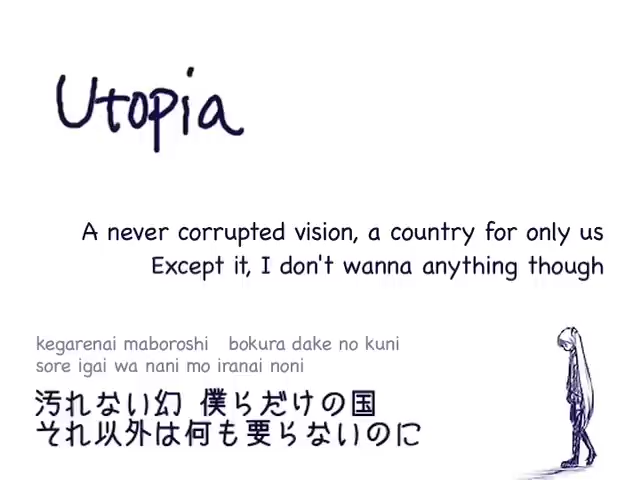 Utopia
A never corrupted vision, a country for only us
Except it, I don't wanna anything though
kegarenai maboroshi bokura dake no kuni
sore igai wa nani mo iranai noni
汚れない幻 僕らだけの国
それ以外は何も要らないのに